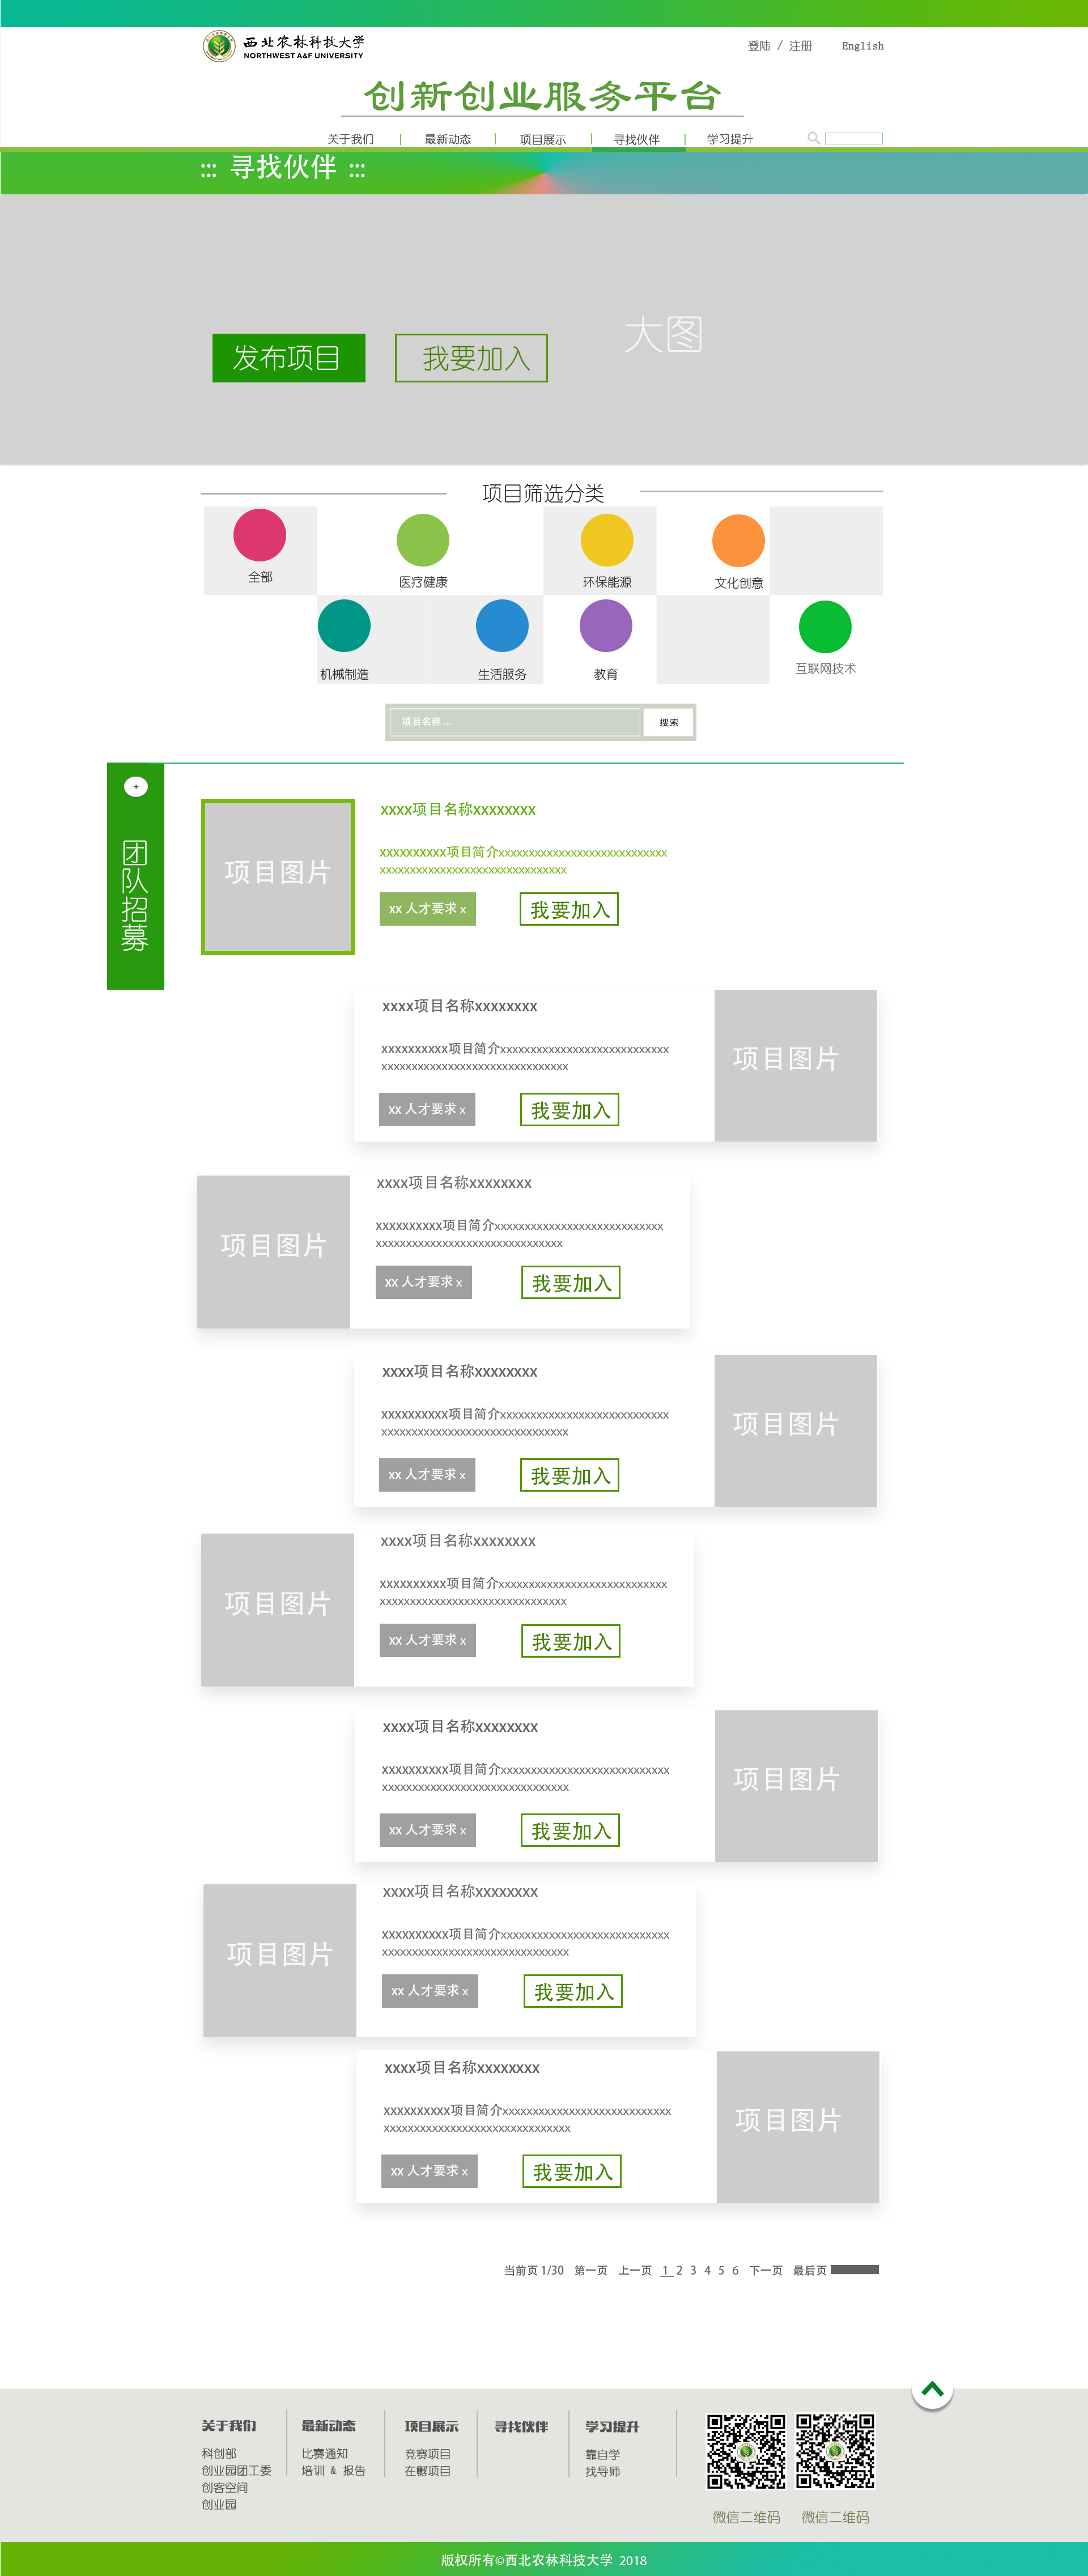 西北农林科技大学
NORTHWEST A&F UNIVERSITY
登陆 / 注册 English
创新创业服务平台
关于我们 最新动态 项目展示 寻找伙伴 学习提升
::: 寻找伙伴 :::
大图
发布项目 我要加入
项目筛选分类
全部 医疗健康 环保能源 文化创意
机械制造 生活服务 教育 互联网技术
项目名称... 搜索
+
团队招募
xxxx项目名称xxxxxxxx
项目图片
xxxxxxxxxx项目简介xxxxxxxxxxxxxxxxxxxxxxxxxxxx
xxxxxxxxxxxxxxxxxxxxxxxxxxxxxxx
xx 人才要求 x 我要加入
xxxx项目名称xxxxxxxx
xxxxxxxxxx项目简介xxxxxxxxxxxxxxxxxxxxxxxxxxxx
xxxxxxxxxxxxxxxxxxxxxxxxxxxxxxx
项目图片
xx 人才要求 x 我要加入
xxxx项目名称xxxxxxxx
xxxxxxxxxx项目简介xxxxxxxxxxxxxxxxxxxxxxxxxxxx
xxxxxxxxxxxxxxxxxxxxxxxxxxxxxxx
项目图片
xx 人才要求 x 我要加入
xxxx项目名称xxxxxxxx
xxxxxxxxxx项目简介xxxxxxxxxxxxxxxxxxxxxxxxxxxx
xxxxxxxxxxxxxxxxxxxxxxxxxxxxxxx
项目图片
xx 人才要求 x 我要加入
xxxx项目名称xxxxxxxx
xxxxxxxxxx项目简介xxxxxxxxxxxxxxxxxxxxxxxxxxxx
xxxxxxxxxxxxxxxxxxxxxxxxxxxxxxx
项目图片
xx 人才要求 x 我要加入
xxxx项目名称xxxxxxxx
xxxxxxxxxx项目简介xxxxxxxxxxxxxxxxxxxxxxxxxxxx
xxxxxxxxxxxxxxxxxxxxxxxxxxxxxxx
项目图片
xx 人才要求 x 我要加入
xxxx项目名称xxxxxxxx
xxxxxxxxxx项目简介xxxxxxxxxxxxxxxxxxxxxxxxxxxx
xxxxxxxxxxxxxxxxxxxxxxxxxxxxxxx
项目图片
xx 人才要求 x 我要加入
xxxx项目名称xxxxxxxx
xxxxxxxxxx项目简介xxxxxxxxxxxxxxxxxxxxxxxxxxxx
xxxxxxxxxxxxxxxxxxxxxxxxxxxxxxx
项目图片
xx 人才要求 x 我要加入
当前页 1/30 第一页 上一页 1 2 3 4 5 6 下一页 最后页
关于我们 最新动态 项目展示 寻找伙伴 学习提升
科创部 比赛通知 竞赛项目 靠自学
创业园团工委 培训 & 报告 在孵项目 找导师
创客空间
创业园
微信二维码 微信二维码
版权所有©西北农林科技大学 2018